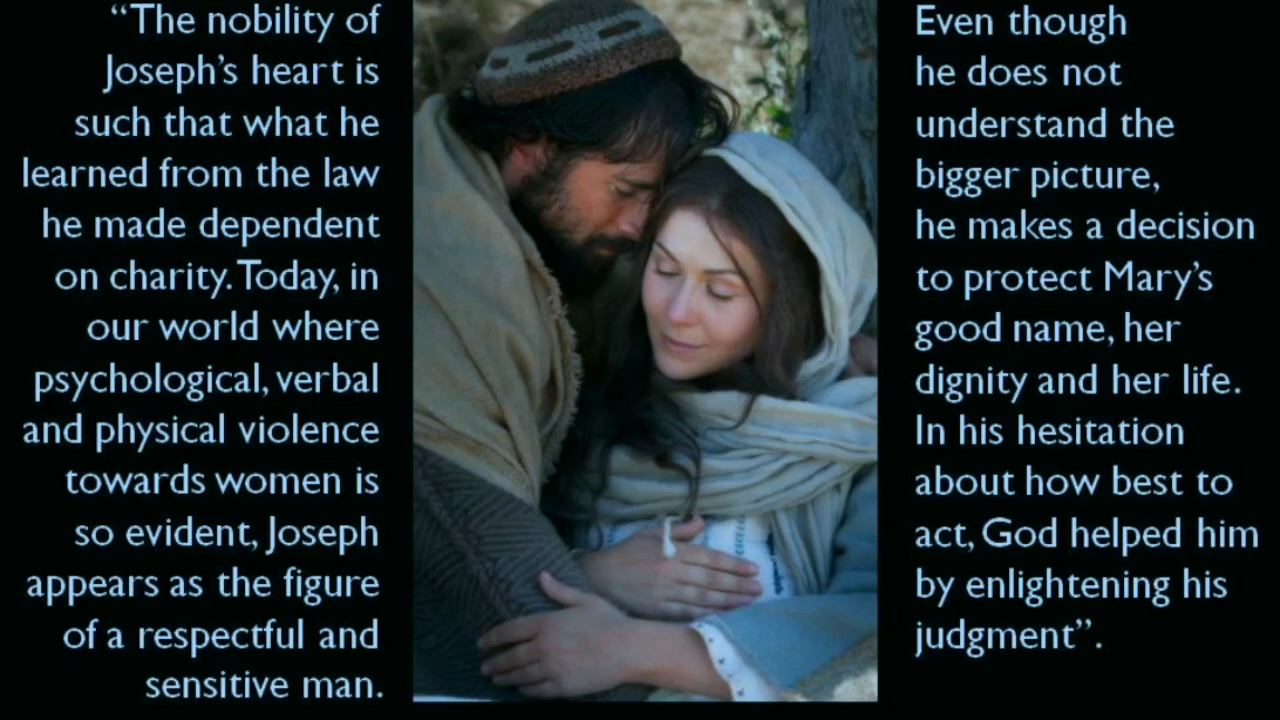 “The nobility of
Joseph’s heart is
such that what he
learned from the law
he made dependent
on charity. Today, in
our world where
psychological, verbal
and physical violence
towards women is
so evident, Joseph
appears as the figure
of a respectful and
sensitive man.
Even though
he does not
understand the
bigger picture,
he makes a decision
to protect Mary’s
good name, her
dignity and her life.
In his hesitation
about how best to
act, God helped him
by enlightening his
judgment”.